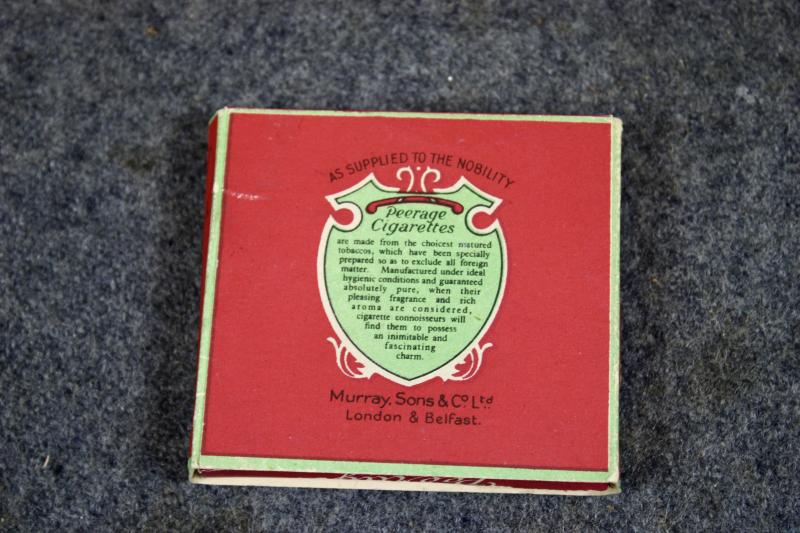 AS SUPPLIED TO THE NOBILITY
Peerage
Cigarettes
are made from the choicest matured
tobaccos, which have been specially
prepared so as to exclude all foreign
matter. Manufactured under ideal
hygienic conditions and guaranteed
absolutely pure, when their
pleasing fragrance and rich
aroma are considered,
cigarette connoisseurs will
find them to possess
an inimitable and
fascinating
charm.
Murray, Sons & Co Ltd
London & Belfast.